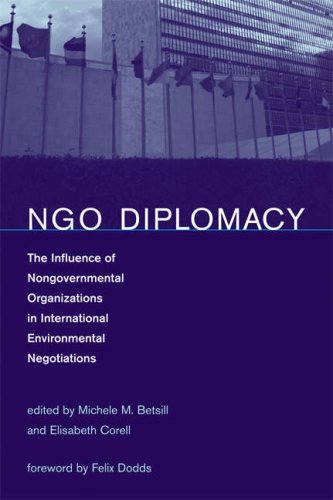 NGO DIPLOMACY
The Influence of
Nongovernmental
Organizations
in International
Environmental
Negotiations
edited by Michele M. Betsill
and Elisabeth Corell
foreword by Felix Dodds